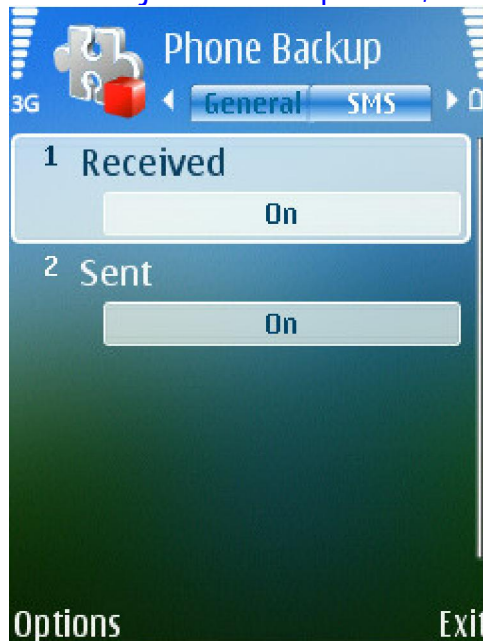 Phone Backup
3G
General SMS
1 Received
On
2 Sent
On
Options Exit